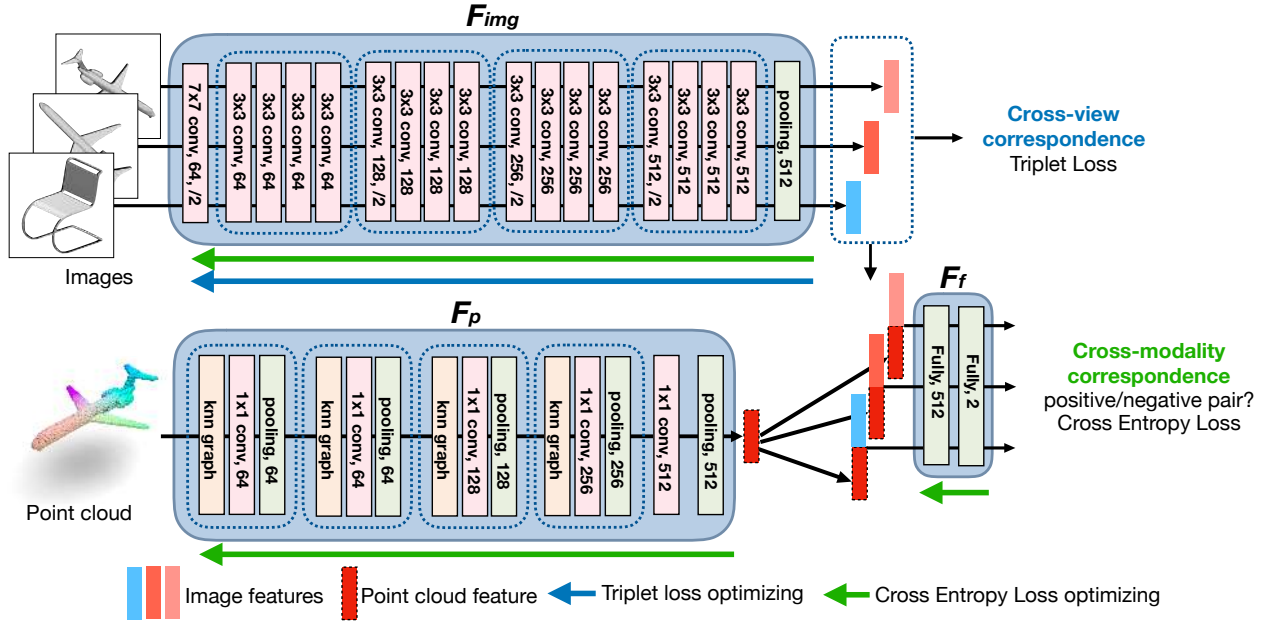 Fimg
7x7 conv, 64, /2
3x3 conv, 64
3x3 conv, 64
3x3 conv, 64
3x3 conv, 64
3x3 conv, 128, /2
3x3 conv, 128
3x3 conv, 128
3x3 conv, 128
3x3 conv, 256, /2
3x3 conv, 256
3x3 conv, 256
3x3 conv, 256
3x3 conv, 512, /2
3x3 conv, 512
3x3 conv, 512
3x3 conv, 512
pooling, 512
Cross-view
correspondence
Triplet Loss
Images
Fp
knn graph
1x1 conv, 64
pooling, 64
knn graph
1x1 conv, 64
pooling, 64
knn graph
1x1 conv, 128
pooling, 128
knn graph
1x1 conv, 256
pooling, 256
1x1 conv, 512
pooling, 512
Ff
Fully, 512
Fully, 2
Cross-modality
correspondence
positive/negative pair?
Cross Entropy Loss
Point cloud
Image features
Point cloud feature
Triplet loss optimizing
Cross Entropy Loss optimizing